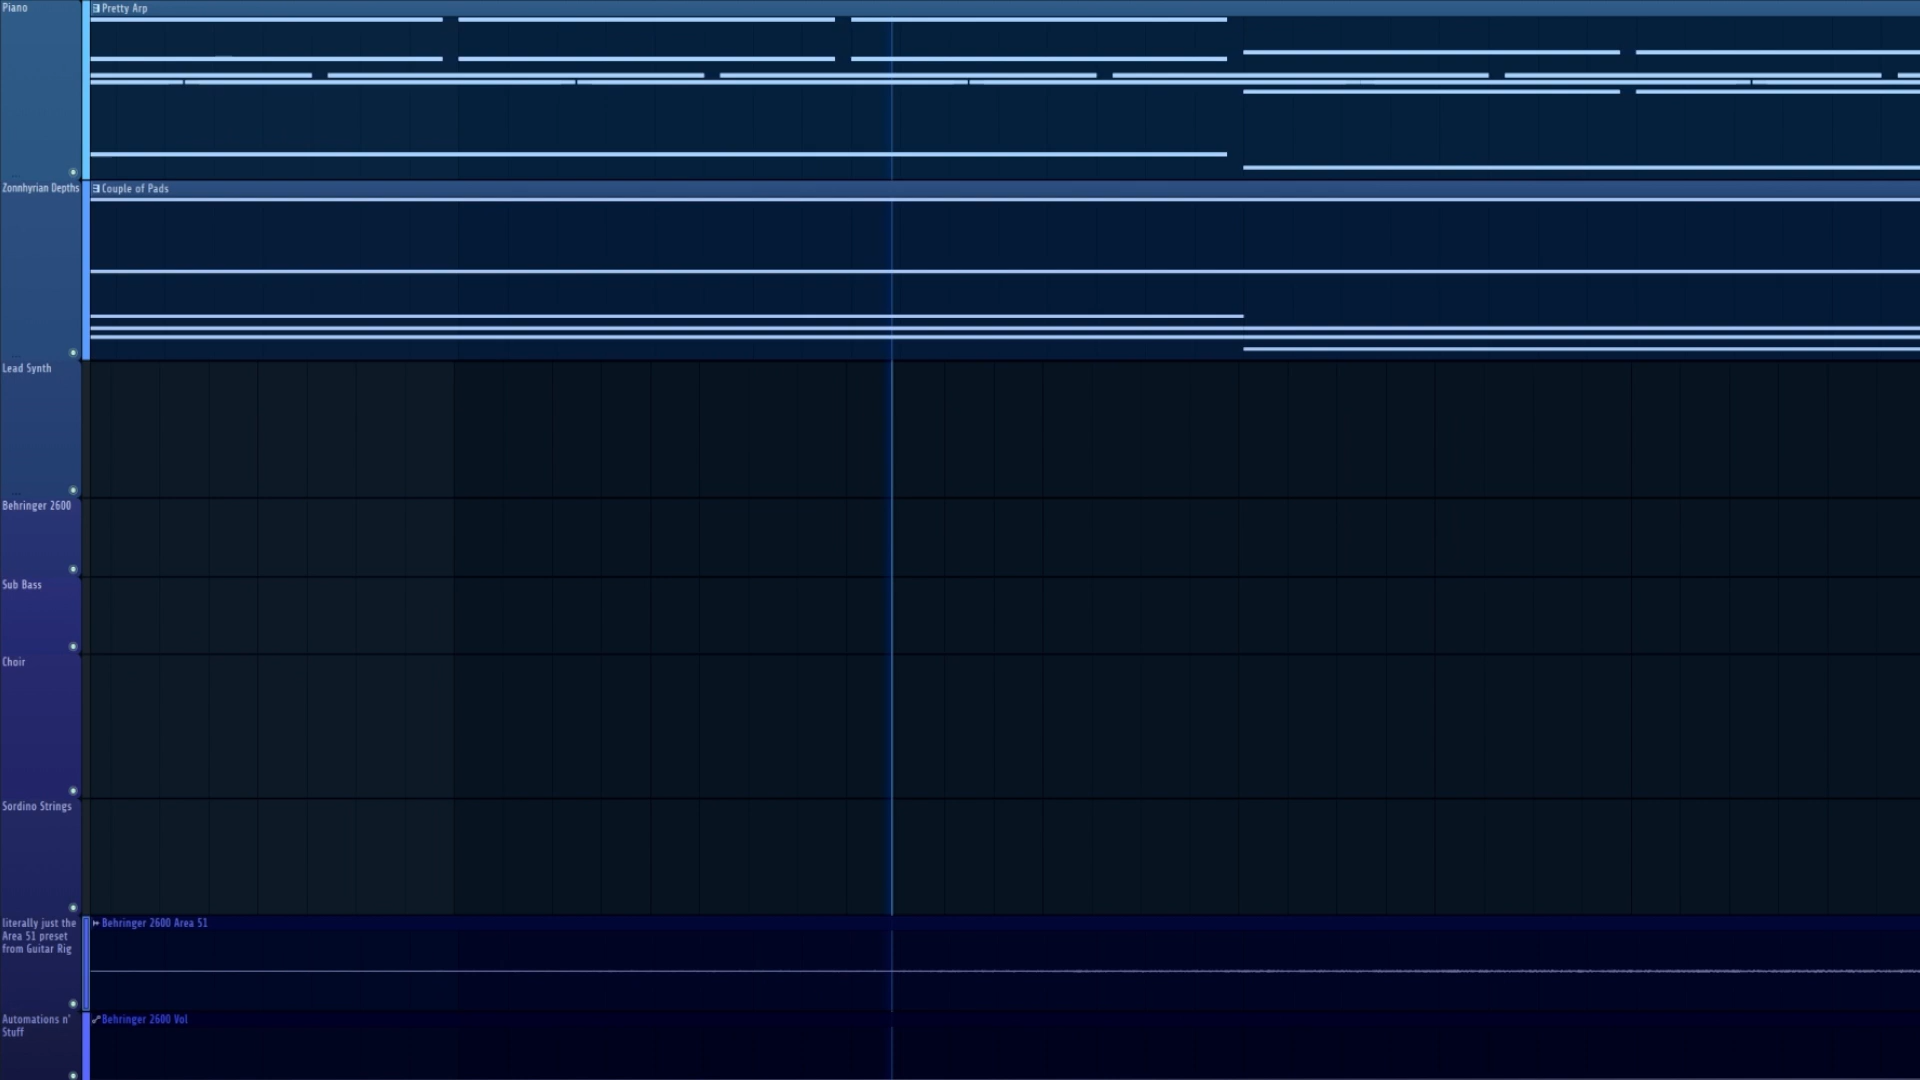 Piano
Pretty Arp
Zonnhyrian Depths
Couple of Pads
Lead Synth
Behringer 2600
Sub Bass
Choir
Sordino Strings
literally just the
Area 51 preset
from Guitar Rig
Behringer 2600 Area 51
Automations n'
Stuff
Behringer 2600 Vol